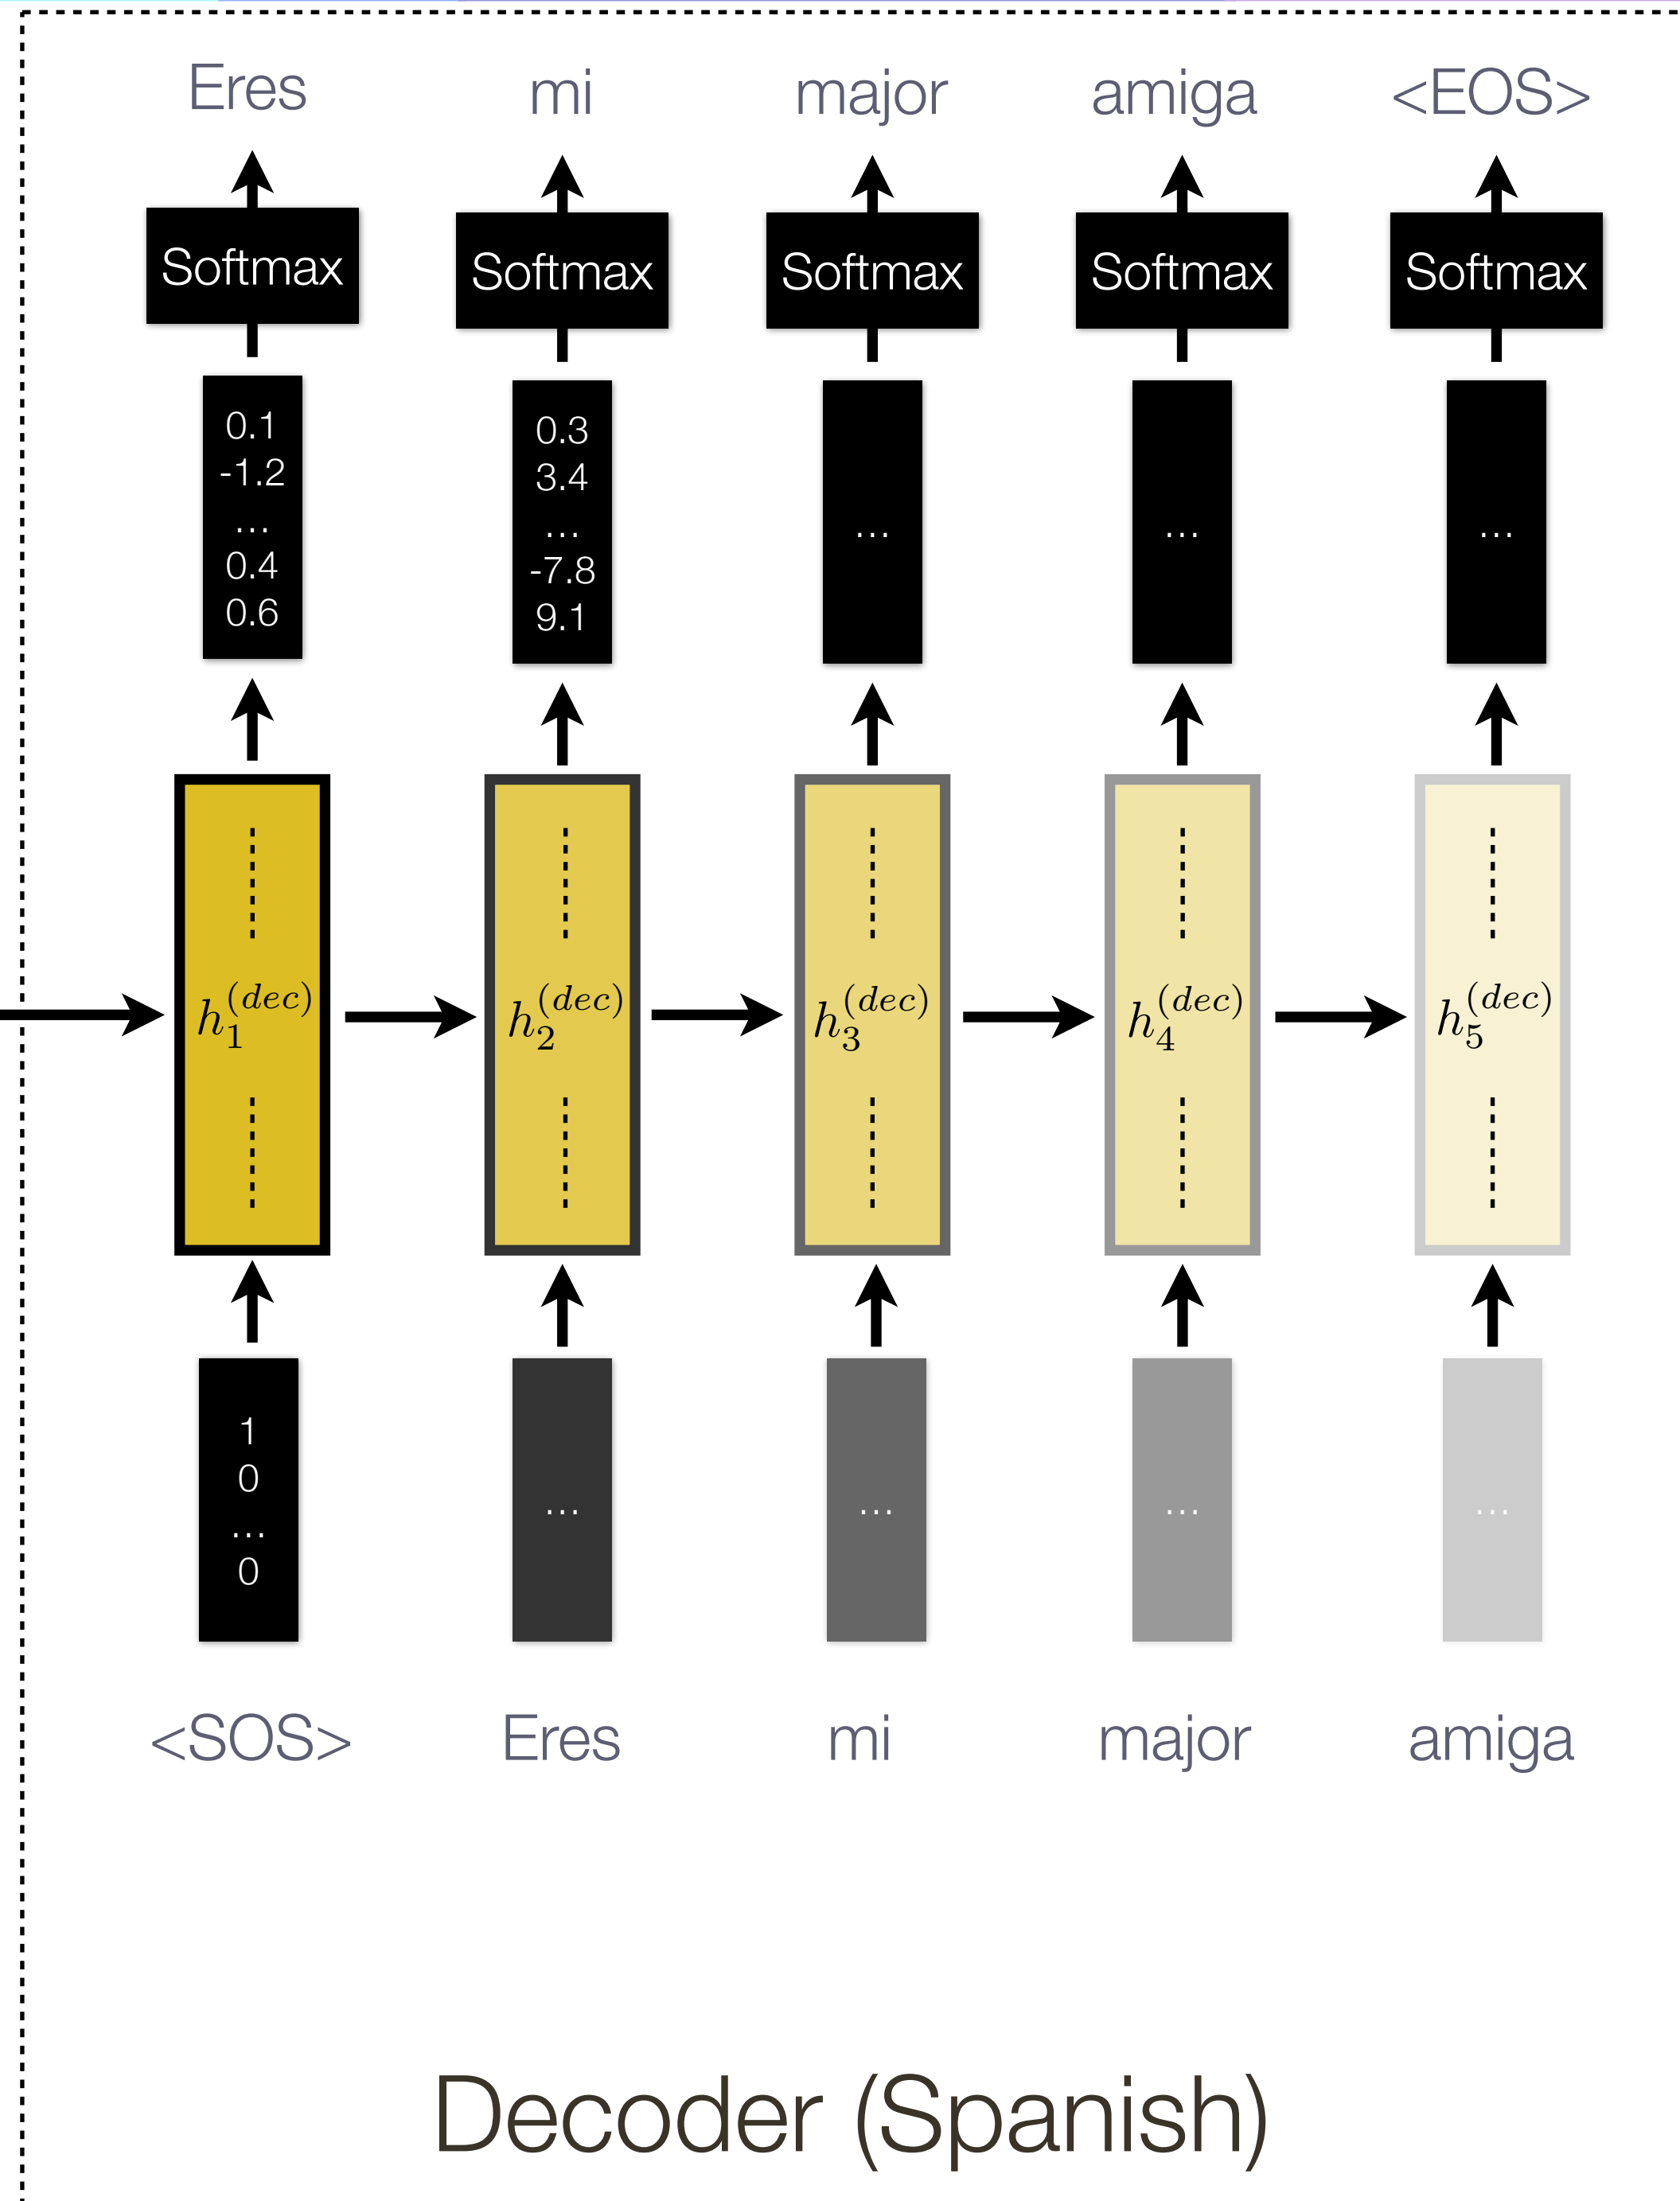 Eres mi major amiga <EOS>
Softmax Softmax Softmax Softmax Softmax
0.1 0.3
-1.2 3.4
... ... ... ... ...
0.4 -7.8
0.6 9.1
h_1^{(dec)} h_2^{(dec)} h_3^{(dec)} h_4^{(dec)} h_5^{(dec)}
1
0
... ... ... ... ...
0
<SOS> Eres mi major amiga
Decoder (Spanish)